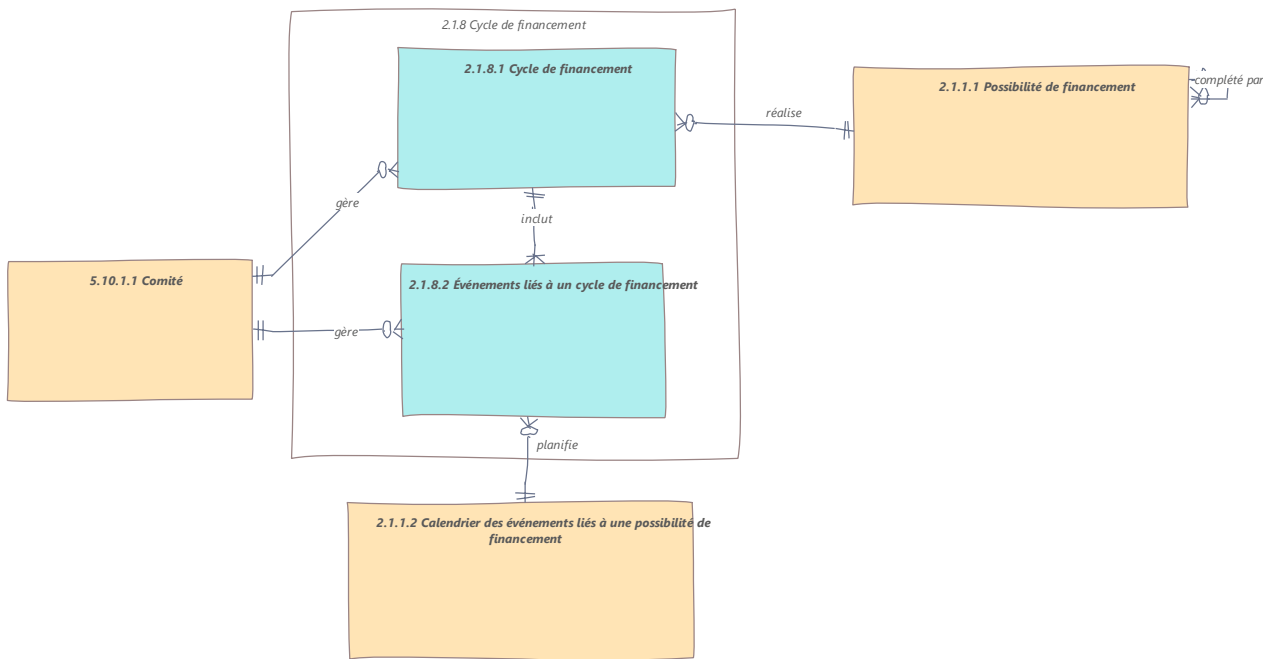 2.1.8 Cycle de financement
2.1.8.1 Cycle de financement
2.1.1.1 Possibilité de financement
complété par
réalise
gère
inclut
5.10.1.1 Comité
2.1.8.2 Événements liés à un cycle de financement
gère
planifie
2.1.1.2 Calendrier des événements liés à une possibilité de
financement